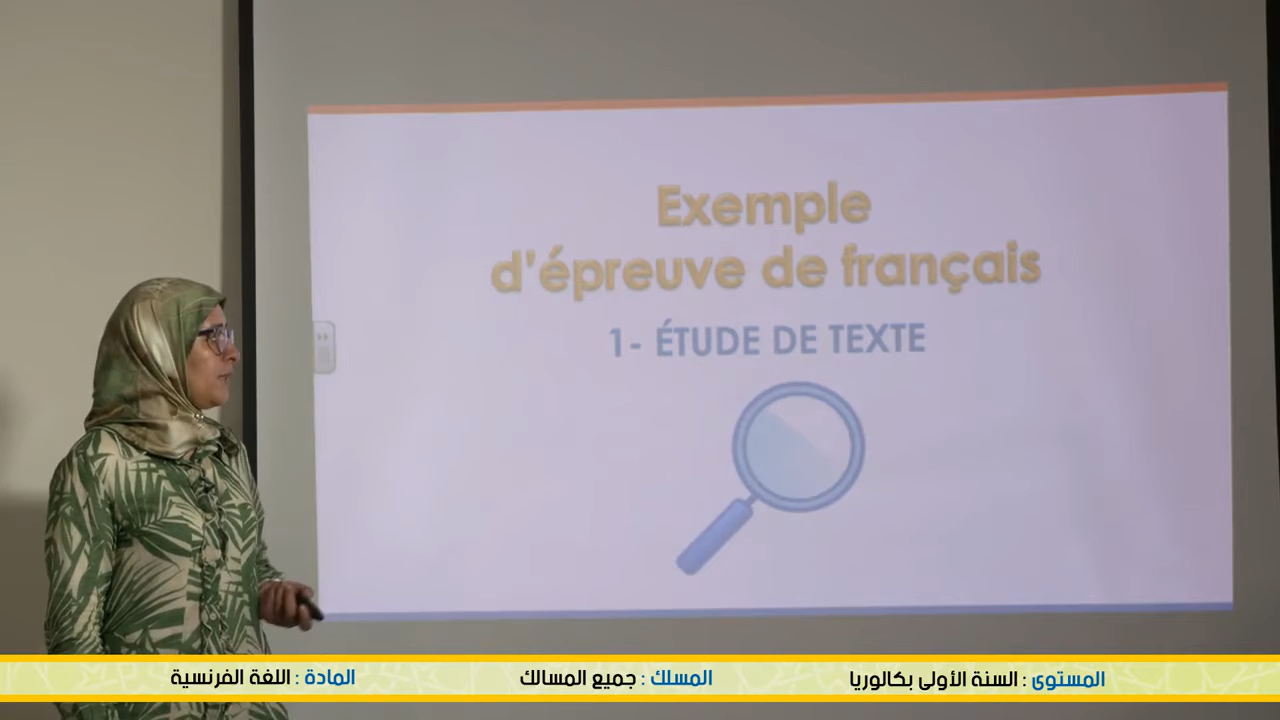 Exemple
d'épreuve de français
1- ÉTUDE DE TEXTE
المستوى : السنة الأولى بكالوريا
المسلك : جميع المسالك
المادة : اللغة الفرنسية